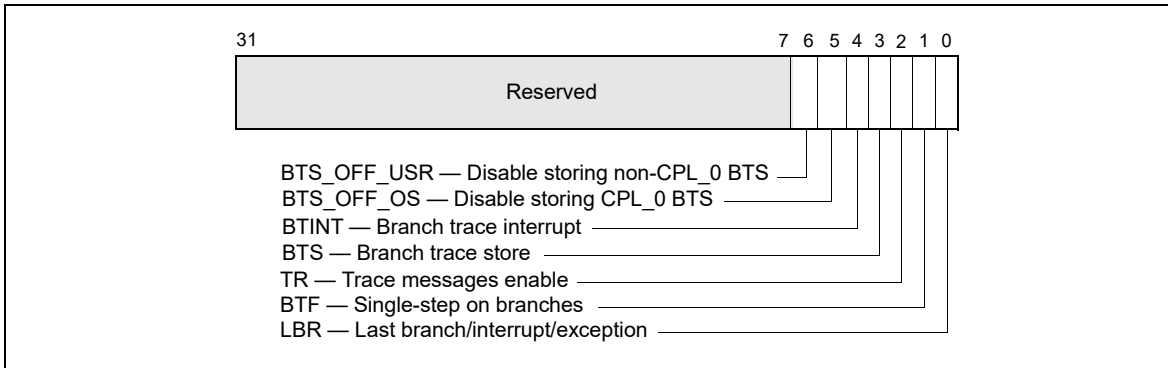 31 7 6 5 4 3 2 1 0
Reserved
BTS_OFF_USR — Disable storing non-CPL_0 BTS
BTS_OFF_OS — Disable storing CPL_0 BTS
BTINT — Branch trace interrupt
BTS — Branch trace store
TR — Trace messages enable
BTF — Single-step on branches
LBR — Last branch/interrupt/exception